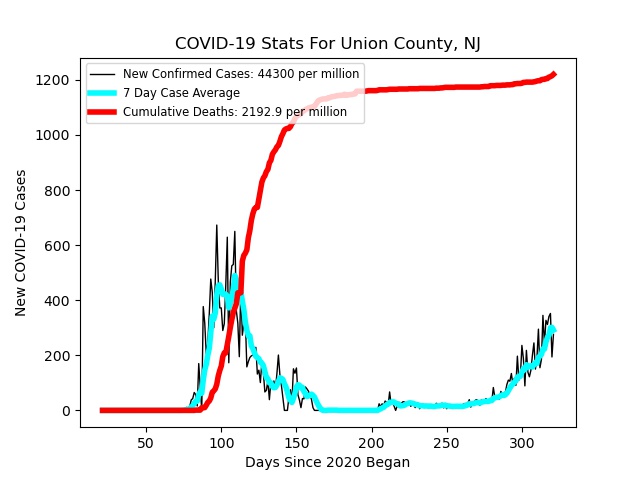 COVID-19 Stats For Union County, NJ
New Confirmed Cases: 44300 per million
7 Day Case Average
Cumulative Deaths: 2192.9 per million
New COVID-19 Cases
1200
1000
800
600
400
200
0
50 100 150 200 250 300
Days Since 2020 Began